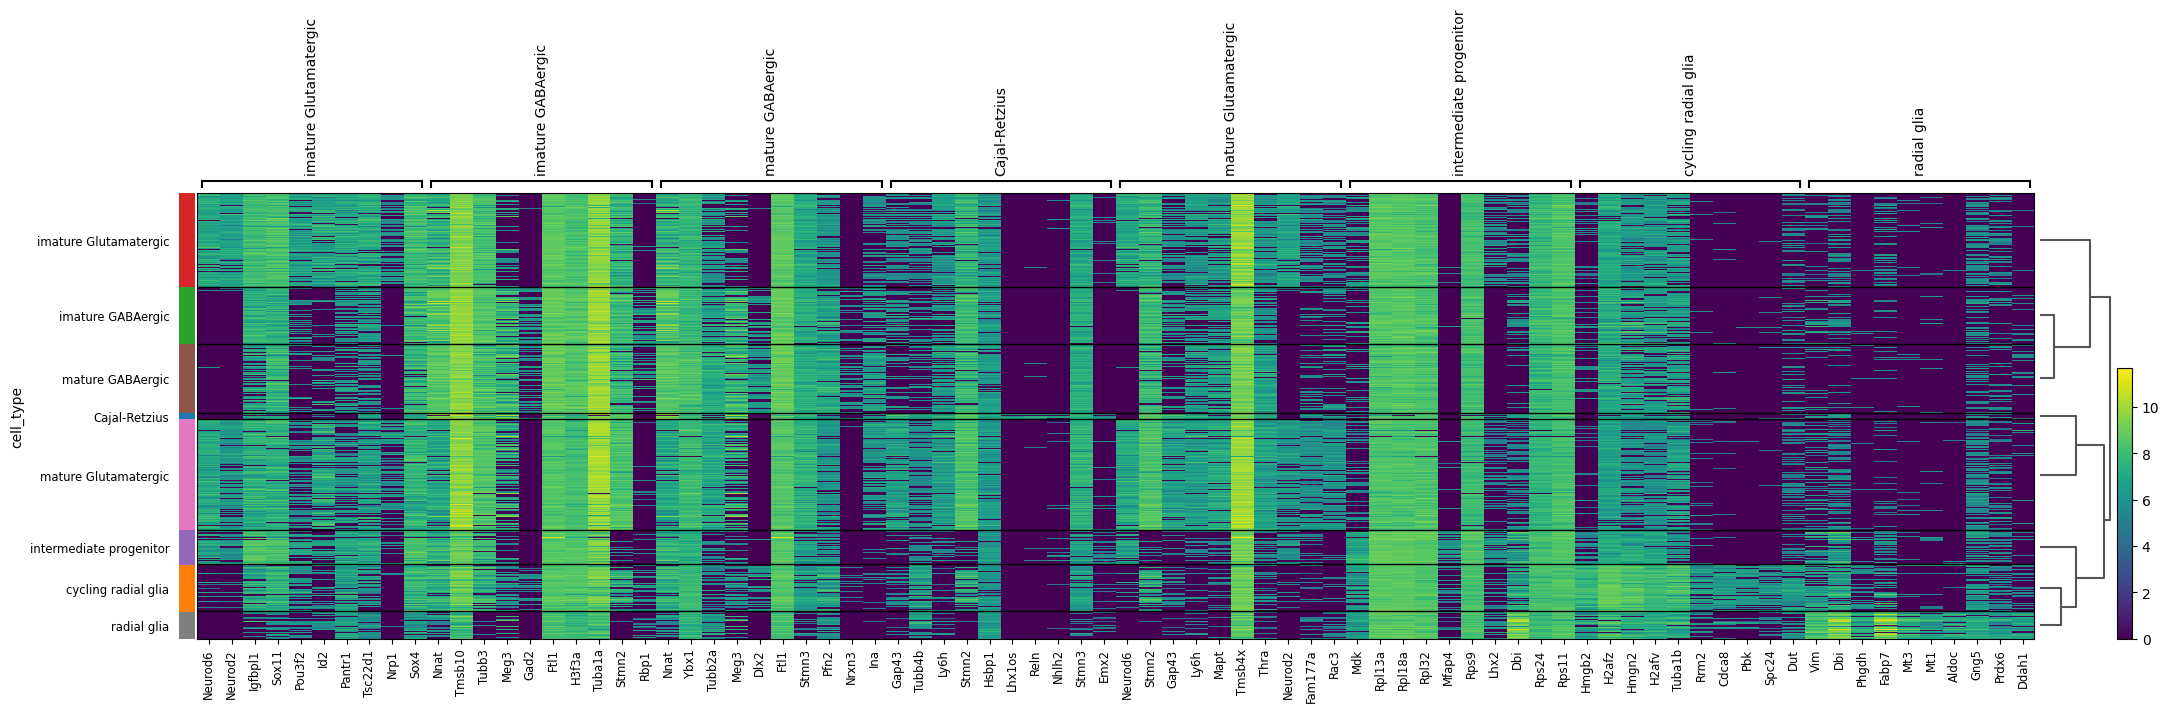 imature Glutamatergic
imature GABAergic
mature GABAergic
Cajal-Retzius
mature Glutamatergic
intermediate progenitor
cycling radial glia
radial glia
cell_type
imature Glutamatergic
imature GABAergic
mature GABAergic
Cajal-Retzius
mature Glutamatergic
intermediate progenitor
cycling radial glia
radial glia
10
8
6
4
2
0
Neurod6
Neurod2
Igfbpl1
Sox11
Pou3f2
Id2
Pantr1
Tsc22d1
Nrp1
Sox4
Nnat
Tmsb10
Tubb3
Meg3
Gad2
Ftl1
H3f3a
Tuba1a
Stmn2
Rbp1
Nnat
Ybx1
Tubb2a
Meg3
Dlx2
Ftl1
Stmn3
Pfn2
Nrxn3
Ina
Gap43
Tubb4b
Ly6h
Stmn2
Hsbp1
Lhx1os
Reln
Nhlh2
Stmn3
Emx2
Neurod6
Stmn2
Gap43
Ly6h
Mapt
Tmsb4x
Thra
Neurod2
Fam177a
Rac3
Mdk
Rpl13a
Rpl18a
Rpl32
Mfap4
Rps9
Lhx2
Dbi
Rps24
Rps11
Hmgb2
H2afz
Hmgn2
H2afv
Tuba1b
Rrm2
Cdca8
Pbk
Spc24
Dut
Vim
Dbi
Phgdh
Fabp7
Mt3
Mt1
Aldoc
Gng5
Prdx6
Ddah1